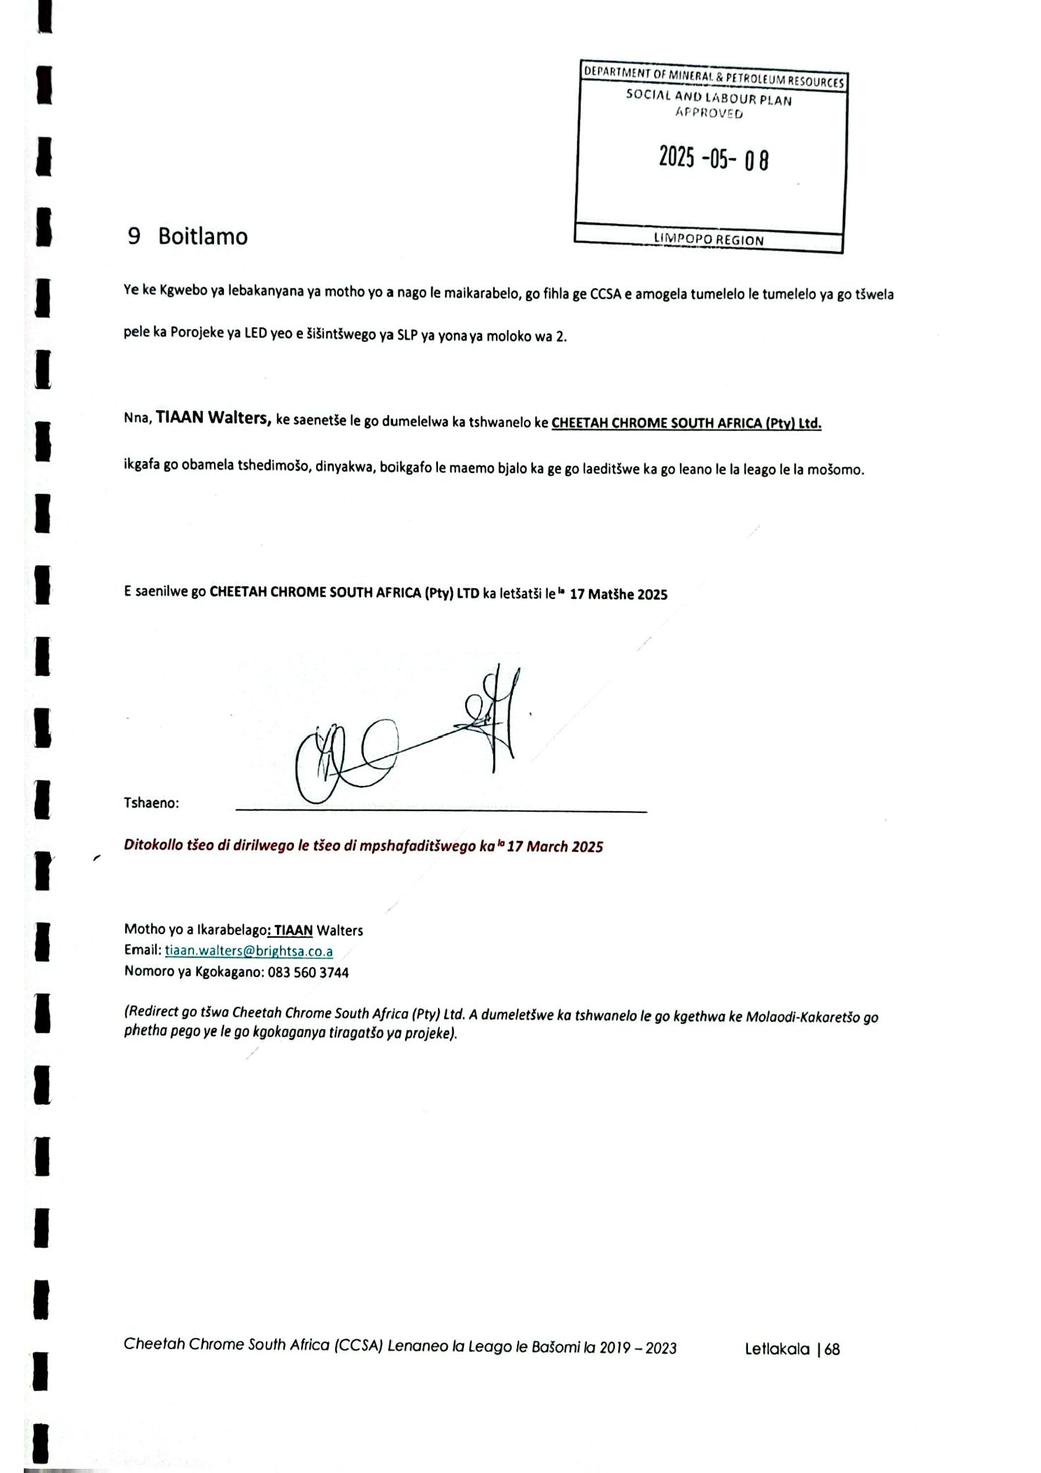 DEPARTMENT OF MINERAL & PETROLEUM RESOURCES
SOCIAL AND LABOUR PLAN
APPROVED
2025 -05- 08
LIMPOPO REGION
9 Boitlamo
Ye ke Kgwebo ya lebakanyana ya motho yo a nago le maikarabelo, go fihla ge CCSA e amogela tumelelo le tumelelo ya go tšwela
pele ka Porojeke ya LED yeo e šišintšwego ya SLP ya yona ya moloko wa 2.
Nna, TIAAN Walters, ke saenetše le go dumelelwa ka tshwanelo ke CHEETAH CHROME SOUTH AFRICA (Pty) Ltd.
ikgafa go obamela tshedimošo, dinyakwa, boikgafo le maemo bjalo ka ge go laeditšwe ka go leano le la leago le la mošomo.
E saenilwe go CHEETAH CHROME SOUTH AFRICA (Pty) LTD ka letšatši le la 17 Matšhe 2025
Tshaeno:
Ditokollo tšeo di dirilwego le tšeo di mpshafaditšwego ka la 17 March 2025
Motho yo a Ikarabelago: TIAAN Walters
Email: tiaan.walters@brightsa.co.a
Nomoro ya Kgokagano: 083 560 3744
(Redirect go tšwa Cheetah Chrome South Africa (Pty) Ltd. A dumeletšwe ka tshwanelo le go kgethwa ke Molaodi-Kakaretšo go
phetha pego ye le go kgokaganya tiragatšo ya projeke).
Cheetah Chrome South Africa (CCSA) Lenaneo la Leago le Bašomi la 2019 – 2023 Letlakala | 68